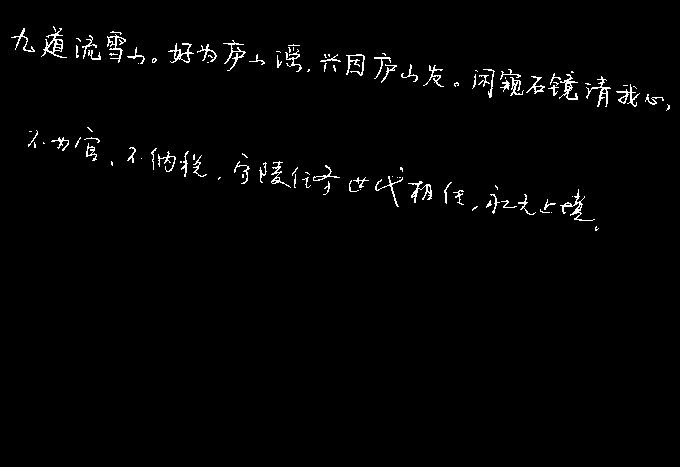 九道流雪山。好为庐山谣,兴因庐山发。闲窥石镜清我心,
不为官、不纳税,守陵任务世代相传,永无止境。